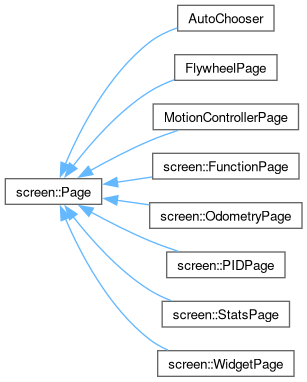 AutoChooser
FlywheelPage
MotionControllerPage
screen::FunctionPage
screen::Page
screen::OdometryPage
screen::PIDPage
screen::StatsPage
screen::WidgetPage